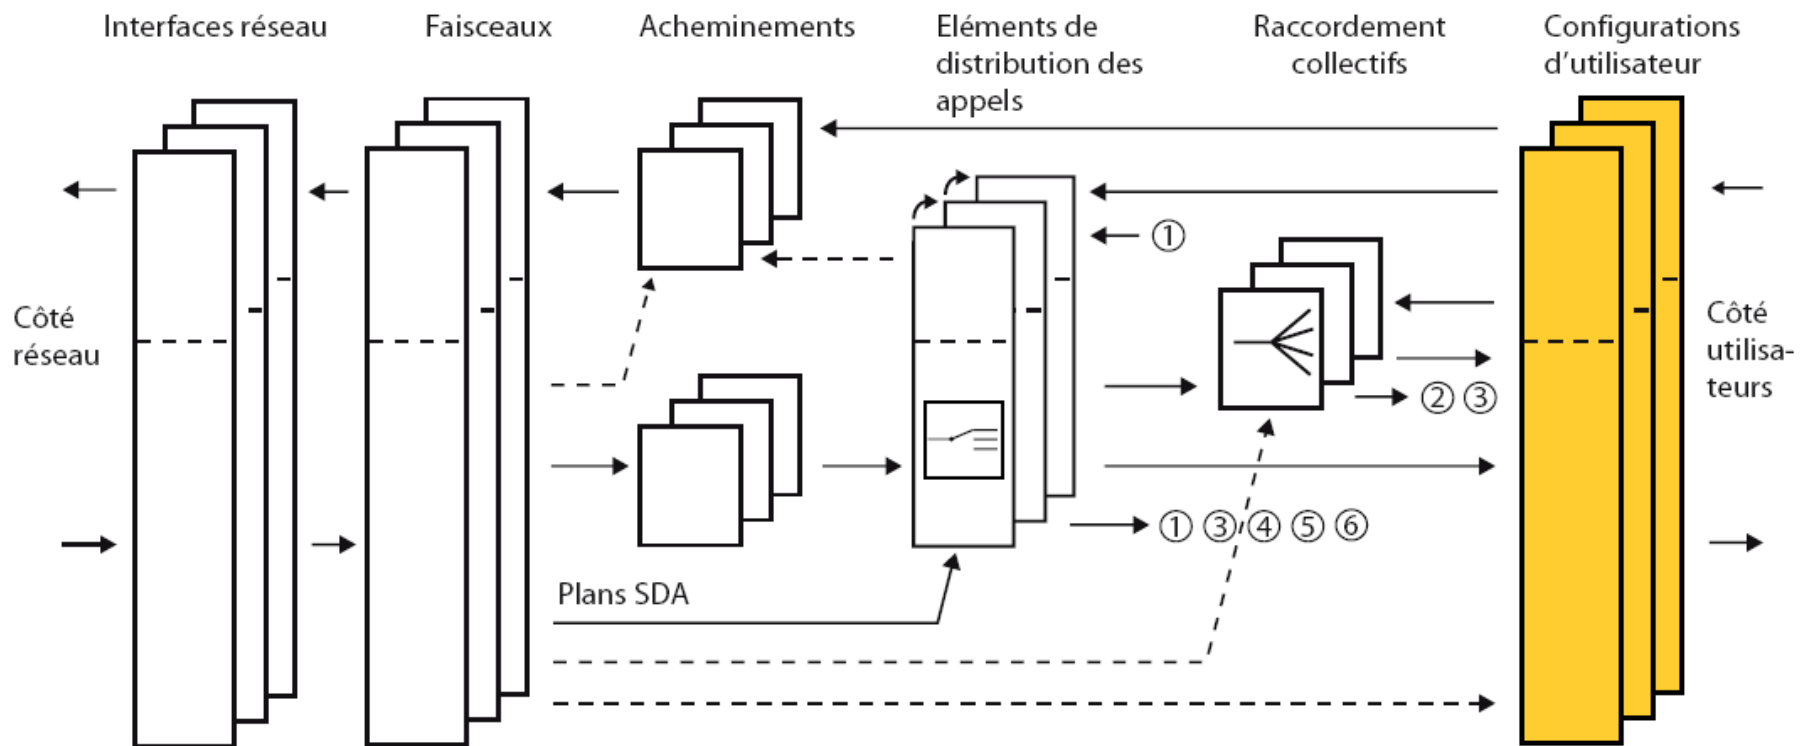 Interfaces réseau
Faisceaux
Acheminements
Eléments de
distribution des
appels
Raccordement
collectifs
Configurations
d'utilisateur
①
Côté
réseau
Côté
utilisa-
teurs
② ③
① ③ ④ ⑤ ⑥
Plans SDA